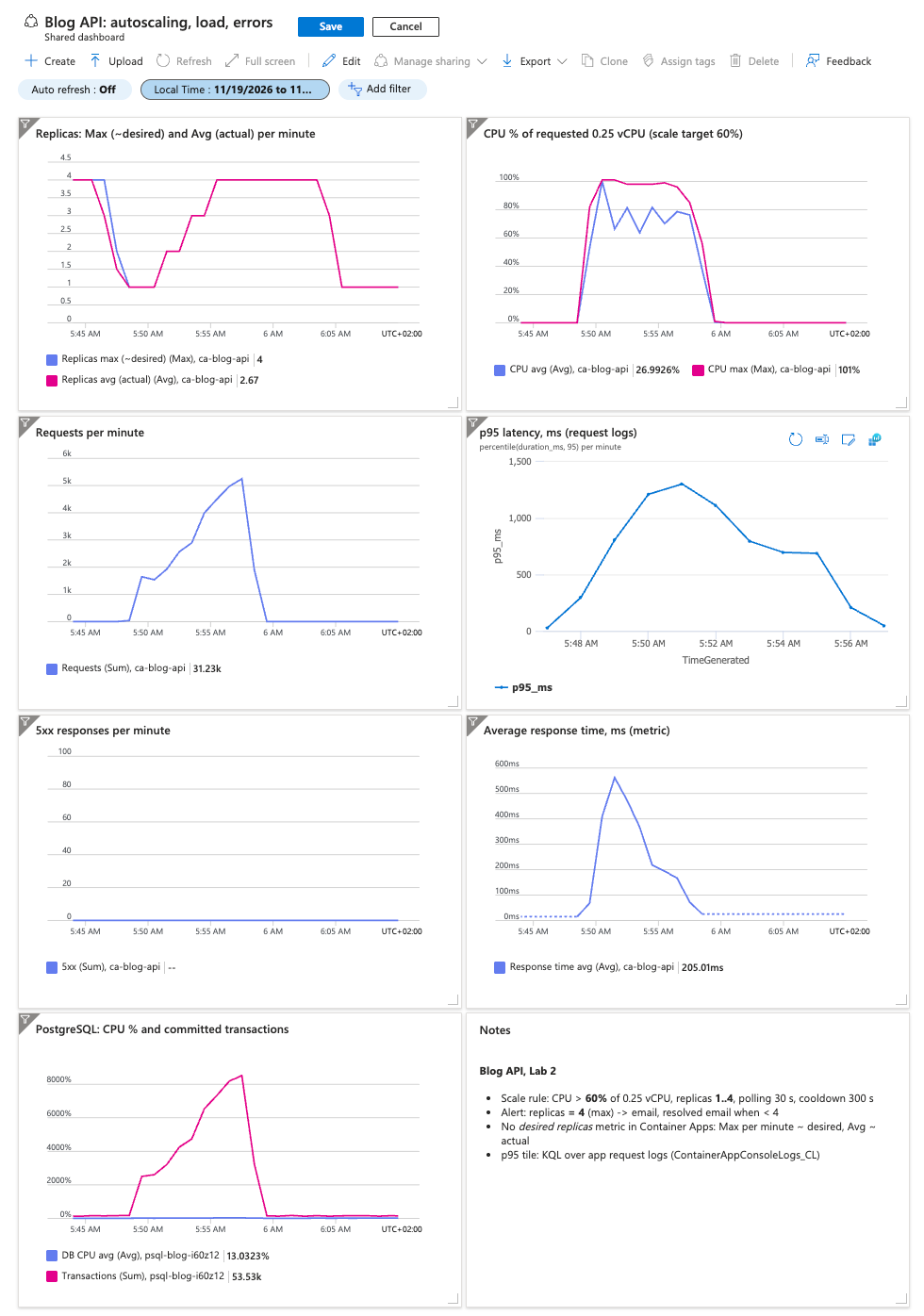 Blog API: autoscaling, load, errors
Shared dashboard
Save
Cancel
Create
Upload
Refresh
Full screen
Edit
Manage sharing
Export
Clone
Assign tags
Delete
Feedback
Auto refresh : Off
Local Time : 11/19/2026 to 11...
Add filter
Replicas: Max (~desired) and Avg (actual) per minute
4.5
4
3.5
3
2.5
2
1.5
1
0.5
0
5:45 AM
5:50 AM
5:55 AM
6 AM
6:05 AM
UTC+02:00
Replicas max (~desired) (Max), ca-blog-api | 4
Replicas avg (actual) (Avg), ca-blog-api | 2.67
CPU % of requested 0.25 vCPU (scale target 60%)
100%
80%
60%
40%
20%
0%
5:45 AM
5:50 AM
5:55 AM
6 AM
6:05 AM
UTC+02:00
CPU avg (Avg), ca-blog-api | 26.9926%
CPU max (Max), ca-blog-api | 101%
Requests per minute
6k
5k
4k
3k
2k
1k
0
5:45 AM
5:50 AM
5:55 AM
6 AM
6:05 AM
UTC+02:00
Requests (Sum), ca-blog-api | 31.23k
p95 latency, ms (request logs)
percentile(duration_ms, 95) per minute
1,500
1,000
500
0
p95_ms
5:48 AM
5:50 AM
5:52 AM
5:54 AM
5:56 AM
TimeGenerated
p95_ms
5xx responses per minute
100
80
60
40
20
0
5:45 AM
5:50 AM
5:55 AM
6 AM
6:05 AM
UTC+02:00
5xx (Sum), ca-blog-api | --
Average response time, ms (metric)
600ms
500ms
400ms
300ms
200ms
100ms
0ms
5:45 AM
5:50 AM
5:55 AM
6 AM
6:05 AM
UTC+02:00
Response time avg (Avg), ca-blog-api | 205.01ms
PostgreSQL: CPU % and committed transactions
8000%
6000%
4000%
2000%
0%
5:45 AM
5:50 AM
5:55 AM
6 AM
6:05 AM
UTC+02:00
DB CPU avg (Avg), psql-blog-i60z12 | 13.0323%
Transactions (Sum), psql-blog-i60z12 | 53.53k
Notes
Blog API, Lab 2
• Scale rule: CPU > 60% of 0.25 vCPU, replicas 1..4, polling 30 s, cooldown 300 s
• Alert: replicas = 4 (max) -> email, resolved email when < 4
• No desired replicas metric in Container Apps: Max per minute ~ desired, Avg ~
actual
• p95 tile: KQL over app request logs (ContainerAppConsoleLogs_CL)